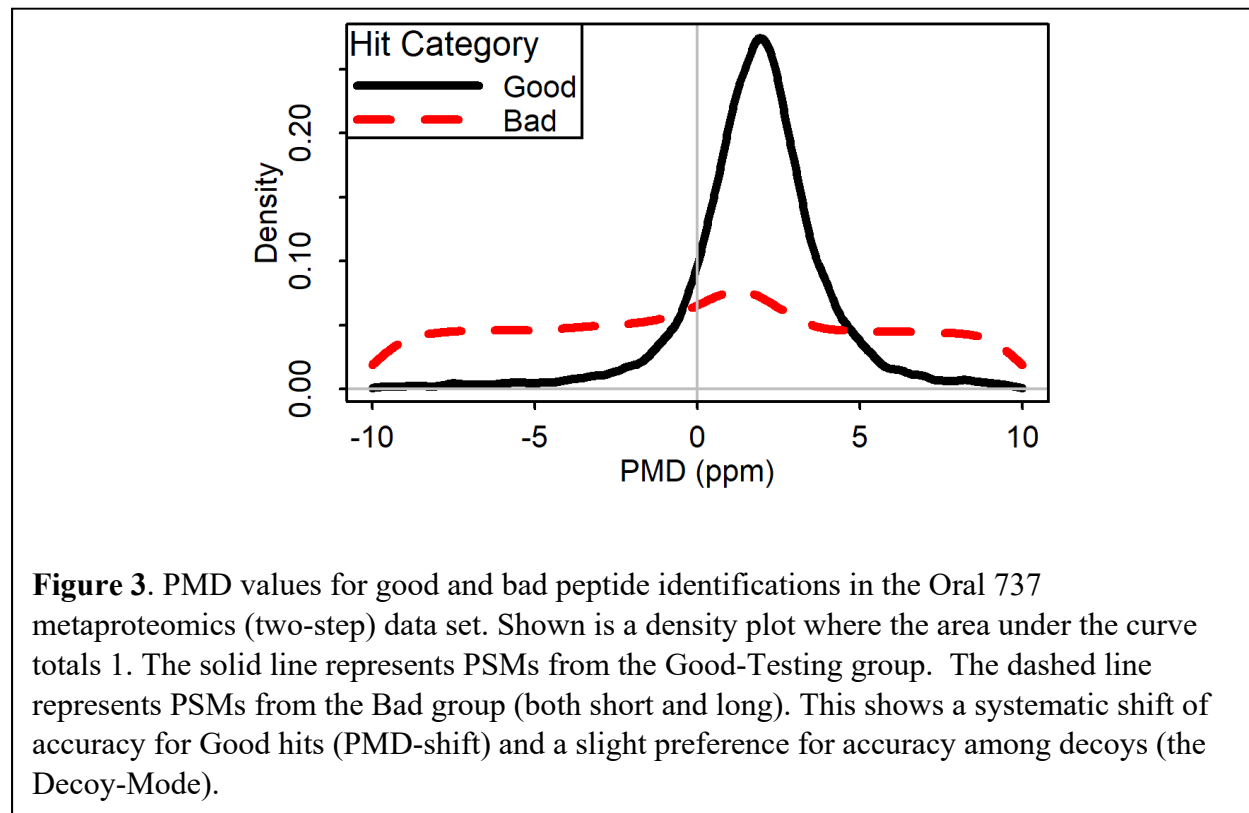 Hit Category
Good
Bad
Density
0.00 0.10 0.20
-10 -5 0 5 10
PMD (ppm)
Figure 3. PMD values for good and bad peptide identifications in the Oral 737
metaproteomics (two-step) data set. Shown is a density plot where the area under the curve
totals 1. The solid line represents PSMs from the Good-Testing group.  The dashed line
represents PSMs from the Bad group (both short and long). This shows a systematic shift of
accuracy for Good hits (PMD-shift) and a slight preference for accuracy among decoys (the
Decoy-Mode).